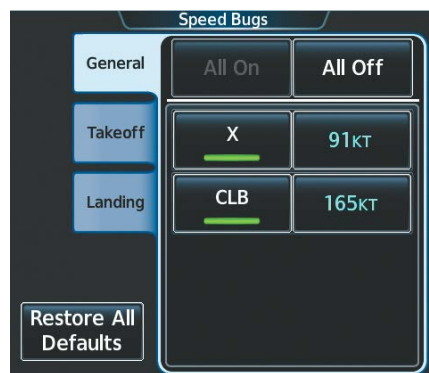 Speed Bugs
General
All On
All Off
Takeoff
X
91KT
Landing
CLB
165KT
Restore All
Defaults